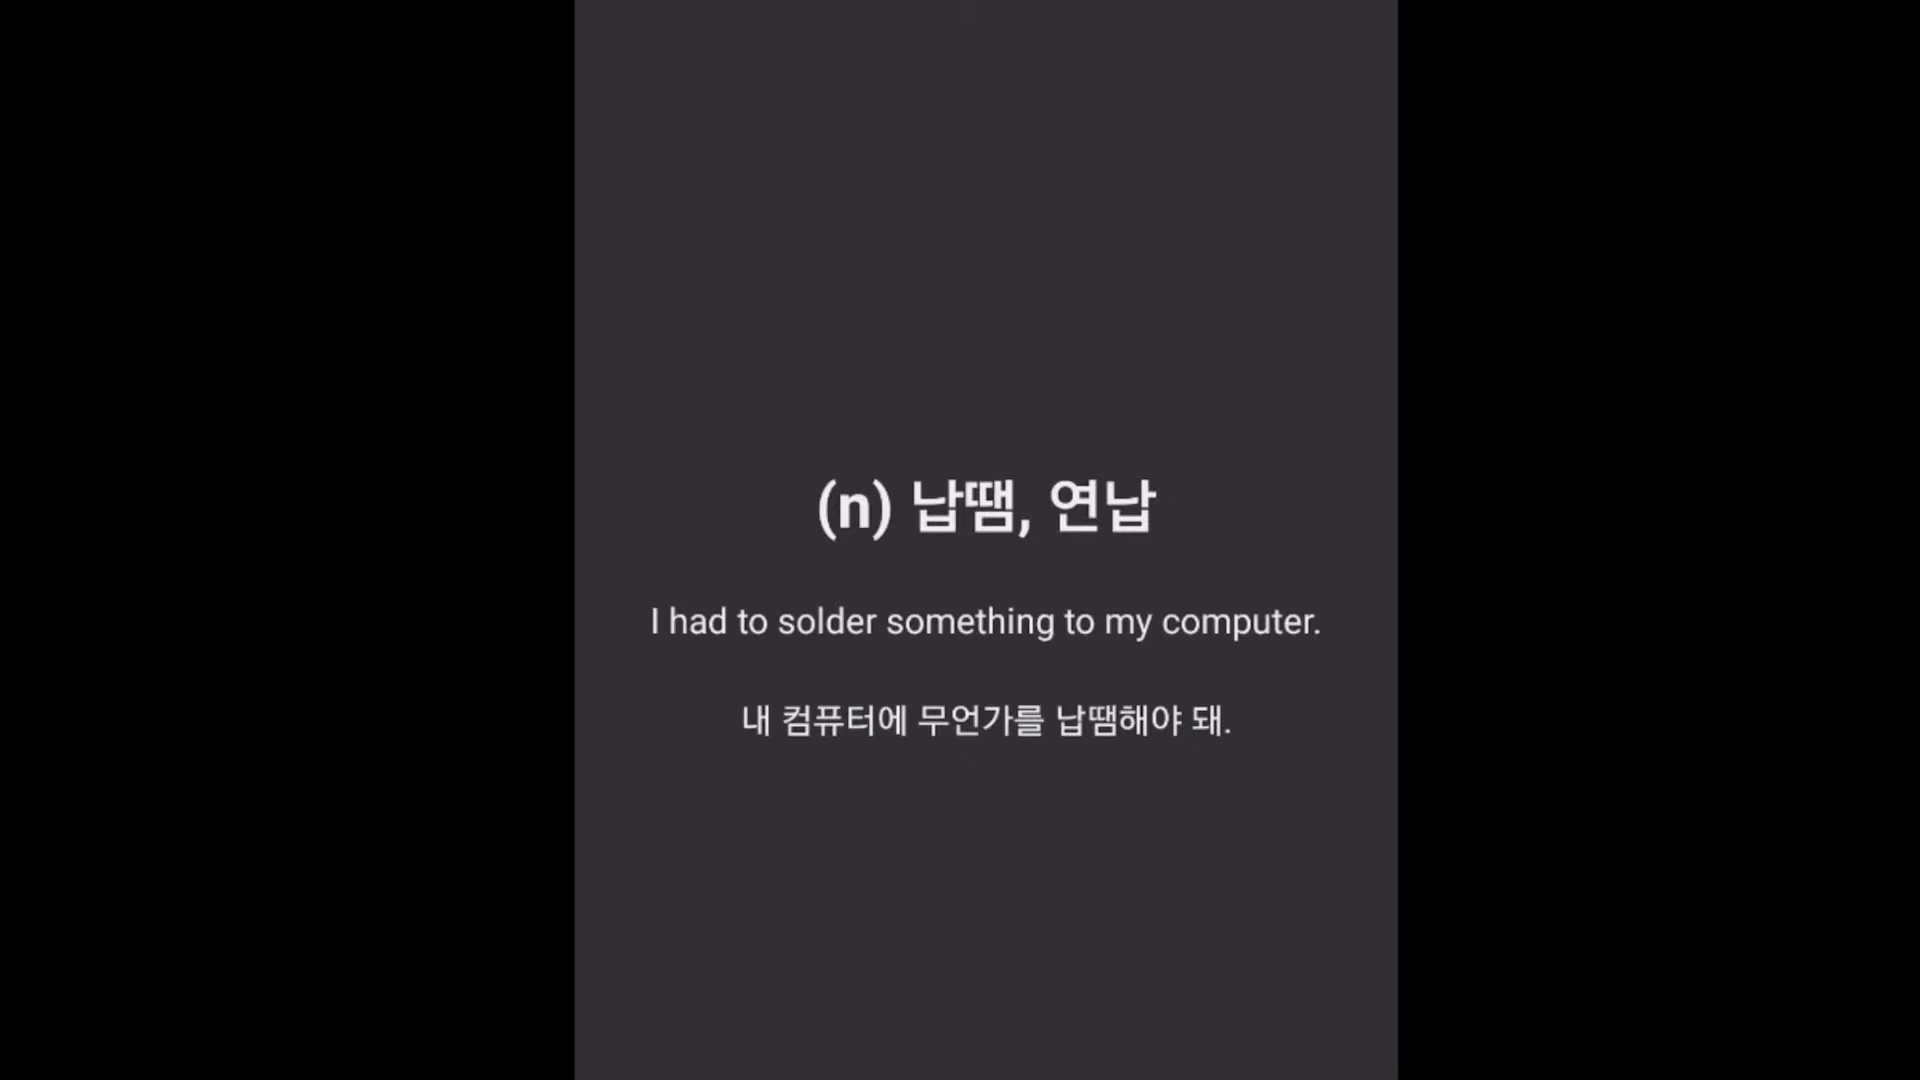 (n) 납땜, 연납
I had to solder something to my computer.
내 컴퓨터에 무언가를 납땜해야 돼.